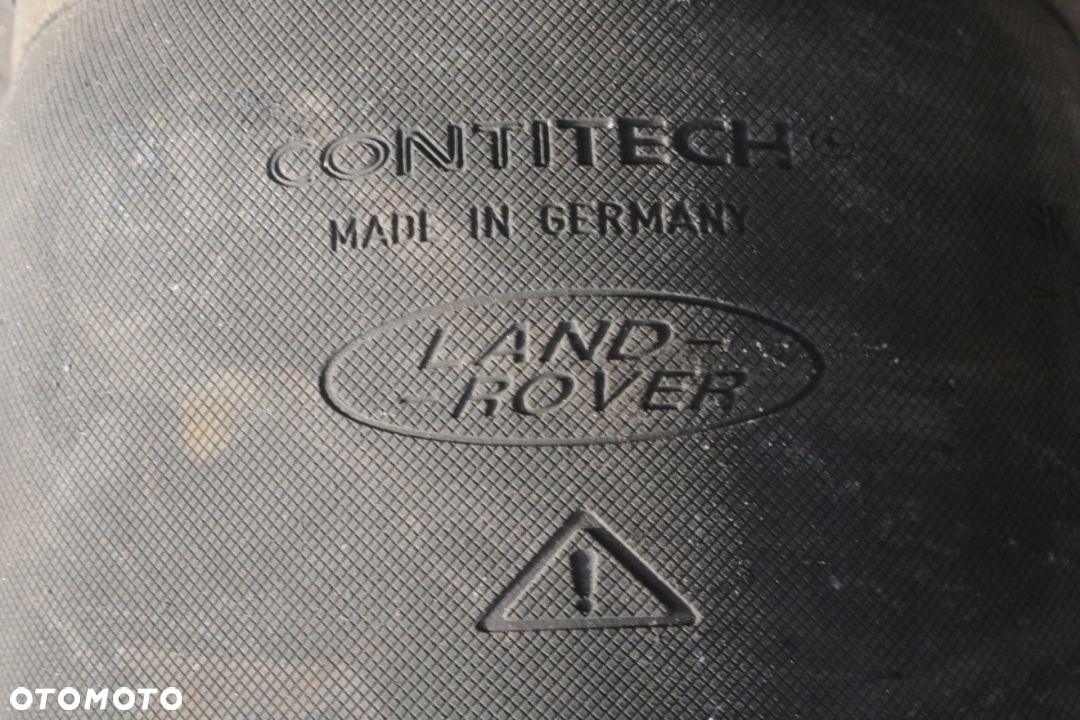 CONTITECH
MADE IN GERMANY
LAND-
-ROVER
OTOMOTO